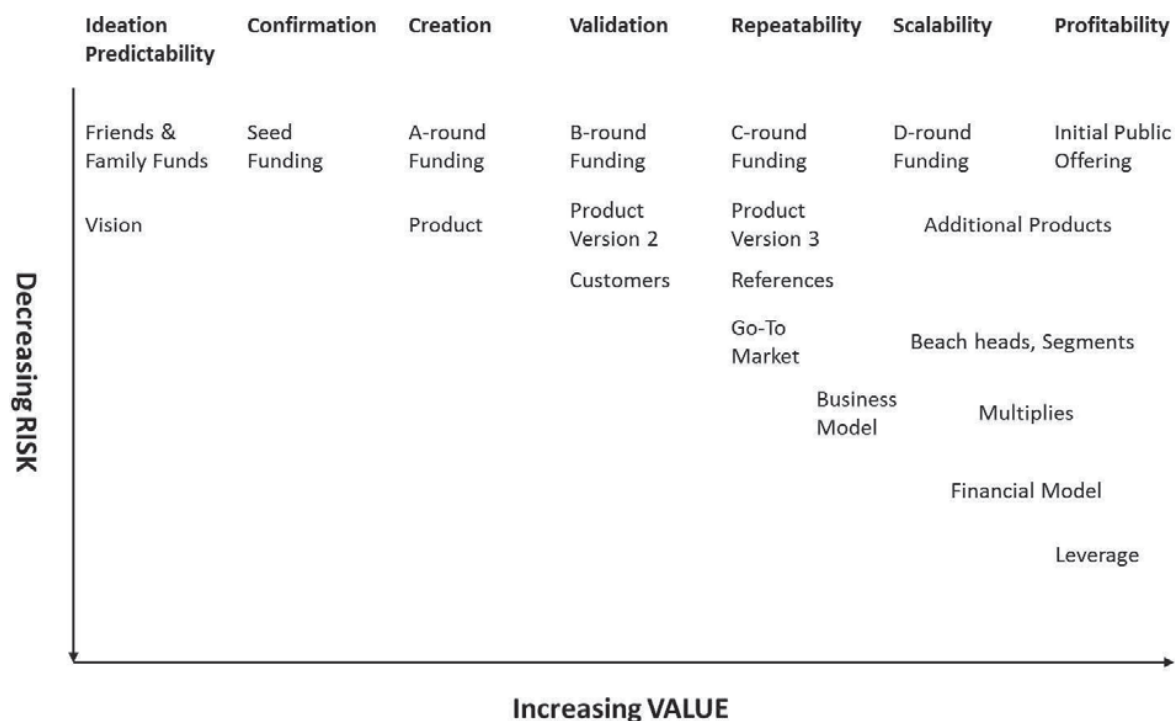 Ideation Confirmation Creation Validation Repeatability Scalability Profitability
Predictability
Friends & Seed A-round B-round C-round D-round Initial Public
Family Funds Funding Funding Funding Funding Funding Offering
Vision Product Product Version 2 Product Version 3 Additional Products
Customers References
Go-To
Market
Beach heads, Segments
Business
Model
Multiplies
Financial Model
Leverage
Decreasing RISK
Increasing VALUE